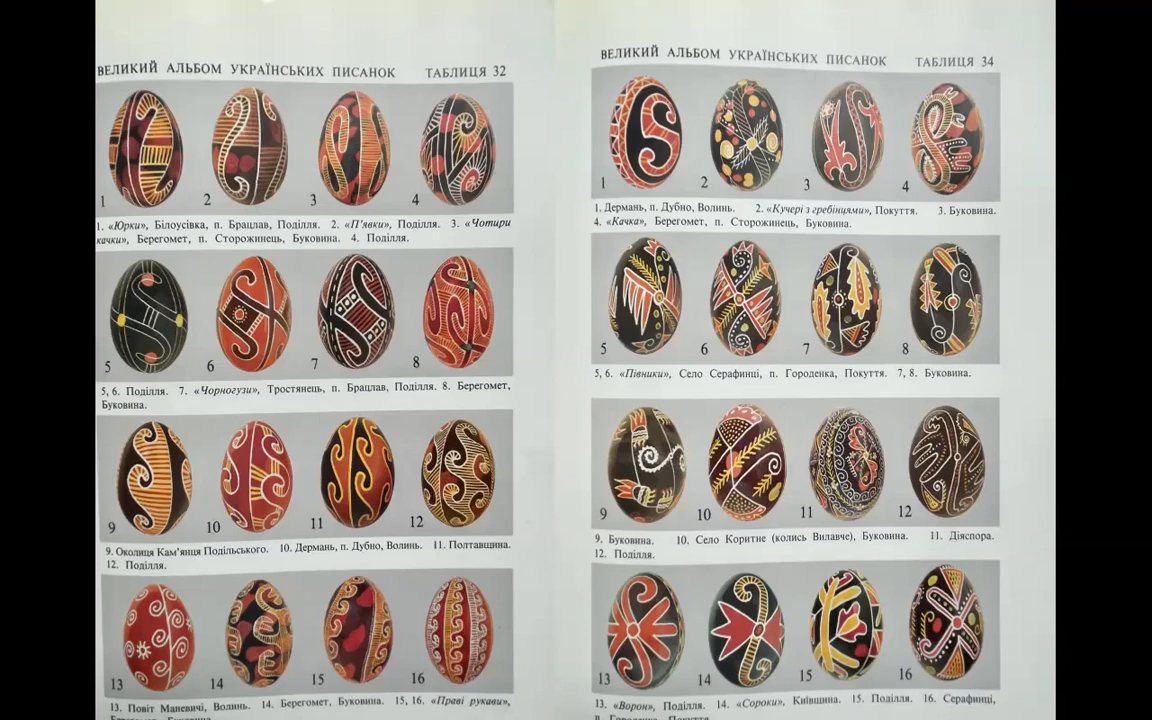 ВЕЛИКИЙ АЛЬБОМ УКРАЇНСЬКИХ ПИСАНОК ТАБЛИЦЯ 32
1 2 3 4
1. «Юрки», Білоусівка, п. Брацлав, Поділля. 2. «П'явки», Поділля. 3. «Чотири
качки», Берегомет, п. Сторожинець, Буковина. 4. Поділля.
5 6 7 8
5, 6. Поділля. 7. «Чорногузи», Тростянець, п. Брацлав, Поділля. 8. Берегомет,
Буковина.
9 10 11 12
9. Околиця Кам'янця Подільського. 10. Дермань, п. Дубно, Волинь. 11. Полтавщина.
12. Поділля.
13 14 15 16
13. Повіт Маневичі, Волинь. 14. Берегомет, Буковина. 15, 16. «Праві рукави»,
ВЕЛИКИЙ АЛЬБОМ УКРАЇНСЬКИХ ПИСАНОК ТАБЛИЦЯ 34
1 2 3 4
1. Дермань, п. Дубно, Волинь. 2. «Кучері з гребінцями», Покуття. 3. Буковина.
4. «Качка», Берегомет, п. Сторожинець, Буковина.
5 6 7 8
5, 6. «Півники», Село Серафинці, п. Городенка, Покуття. 7, 8. Буковина.
9 10 11 12
9. Буковина. 10. Село Коритне (колись Вилавче), Буковина. 11. Діяспора.
12. Поділля.
13 14 15 16
13. «Ворон», Поділля. 14. «Сороки», Київщина. 15. Поділля. 16. Серафинці,